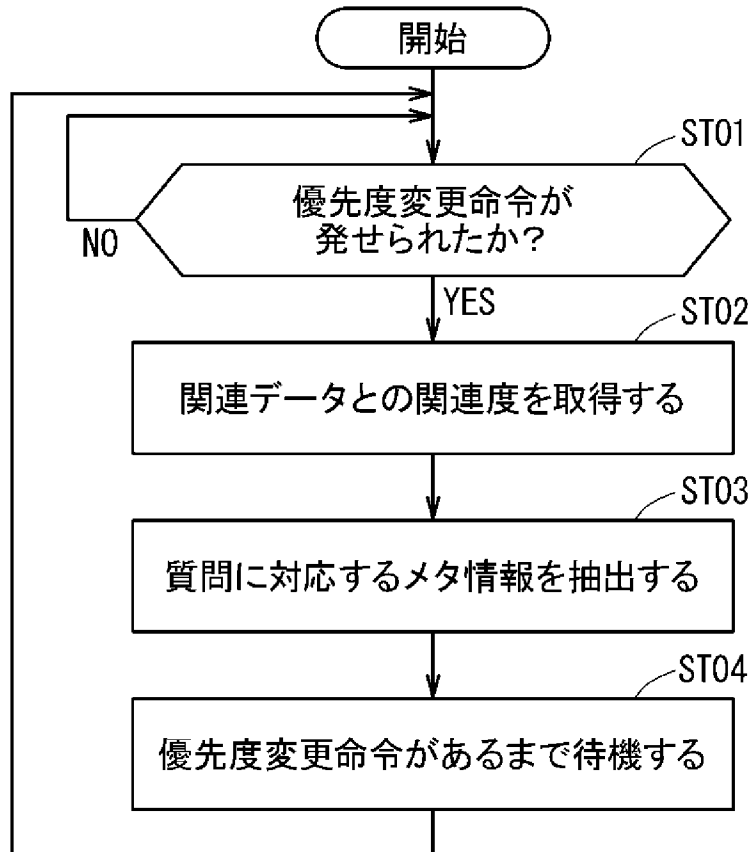 開始
ST01
優先度変更命令が
発せられたか?
NO
YES
ST02
関連データとの関連度を取得する
ST03
質問に対応するメタ情報を抽出する
ST04
優先度変更命令があるまで待機する